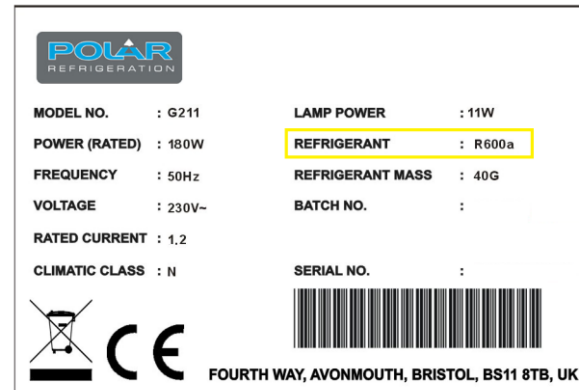 POLAR
REFRIGERATION
MODEL NO. : G211
LAMP POWER : 11W
POWER (RATED) : 180W
REFRIGERANT : R600a
FREQUENCY : 50Hz
REFRIGERANT MASS : 40G
VOLTAGE : 230V~
BATCH NO. :
RATED CURRENT : 1.2
CLIMATIC CLASS : N
SERIAL NO. :
CE
FOURTH WAY, AVONMOUTH, BRISTOL, BS11 8TB, UK